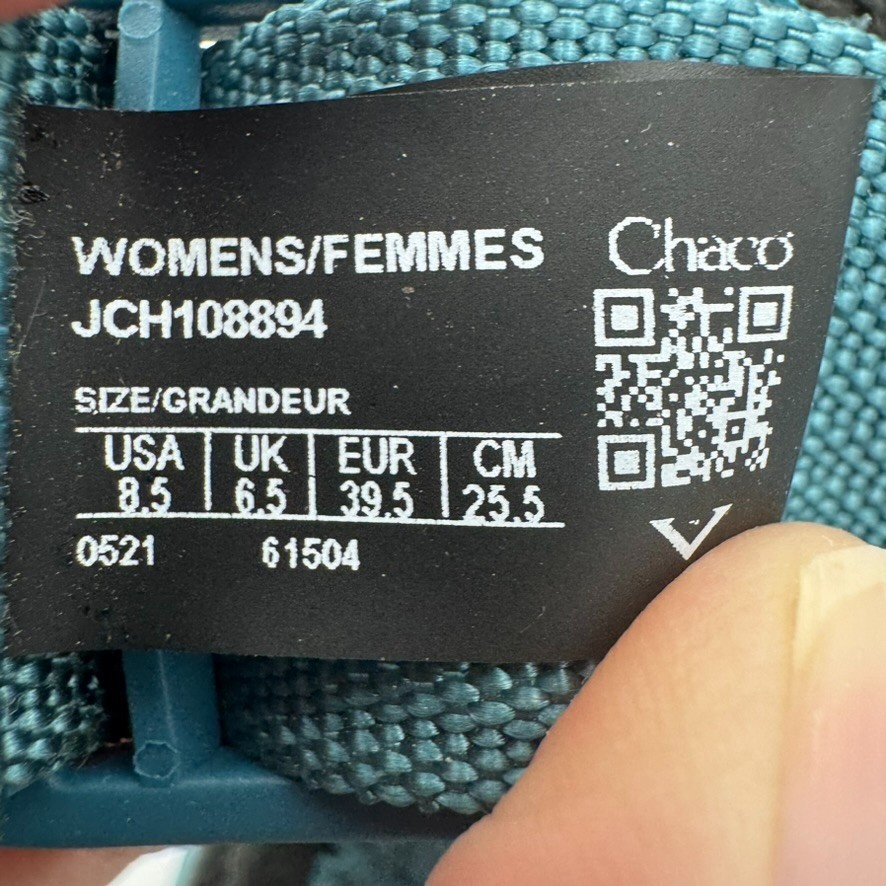 WOMENS/FEMMES
JCH108894
Chaco
SIZE/GRANDEUR
USA UK EUR CM
8.5 6.5 39.5 25.5
0521 61504